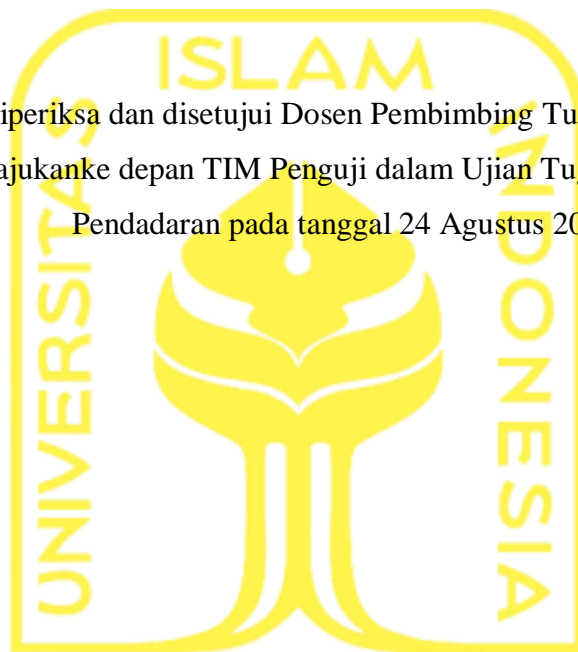 ISLAM
UNIVERSITAS
INDONESIA
iperiksa dan disetujui Dosen Pembimbing Tu
ajukanke depan TIM Penguji dalam Ujian Tu
Pendadaran pada tanggal 24 Agustus 20